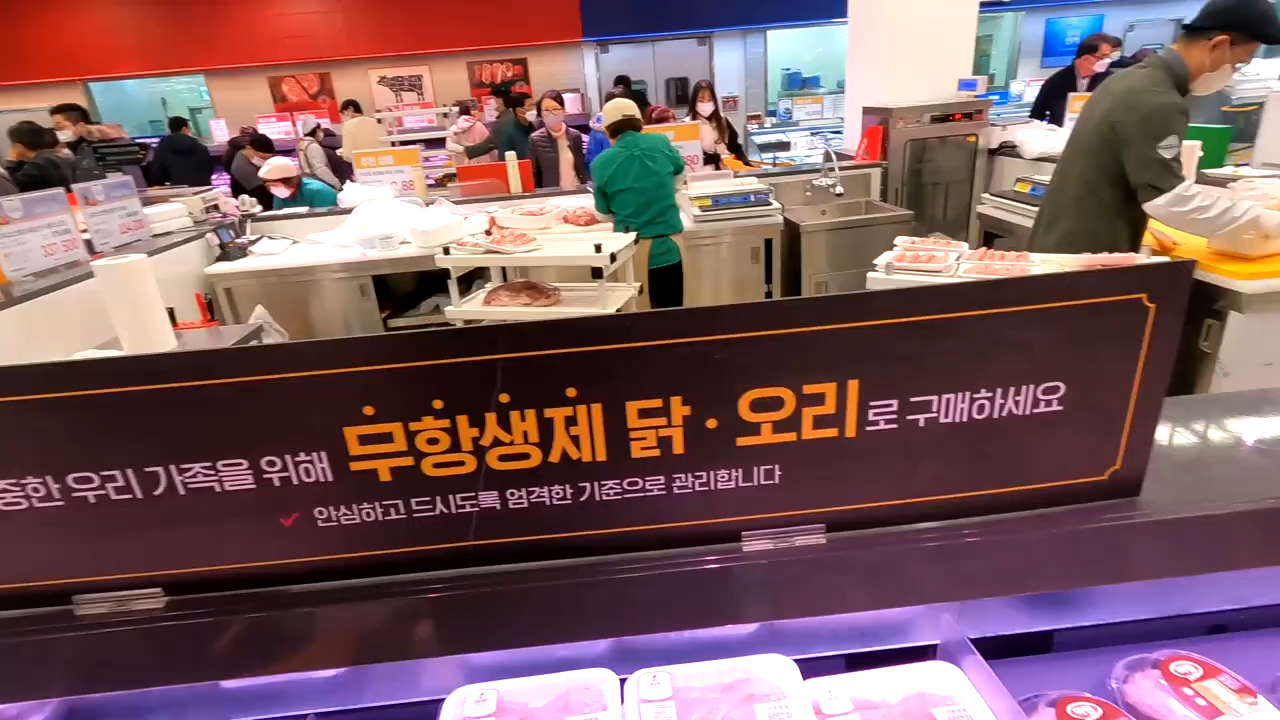 중한 우리 가족을 위해 무항생제 닭·오리로 구매하세요
안심하고 드시도록 엄격한 기준으로 관리합니다